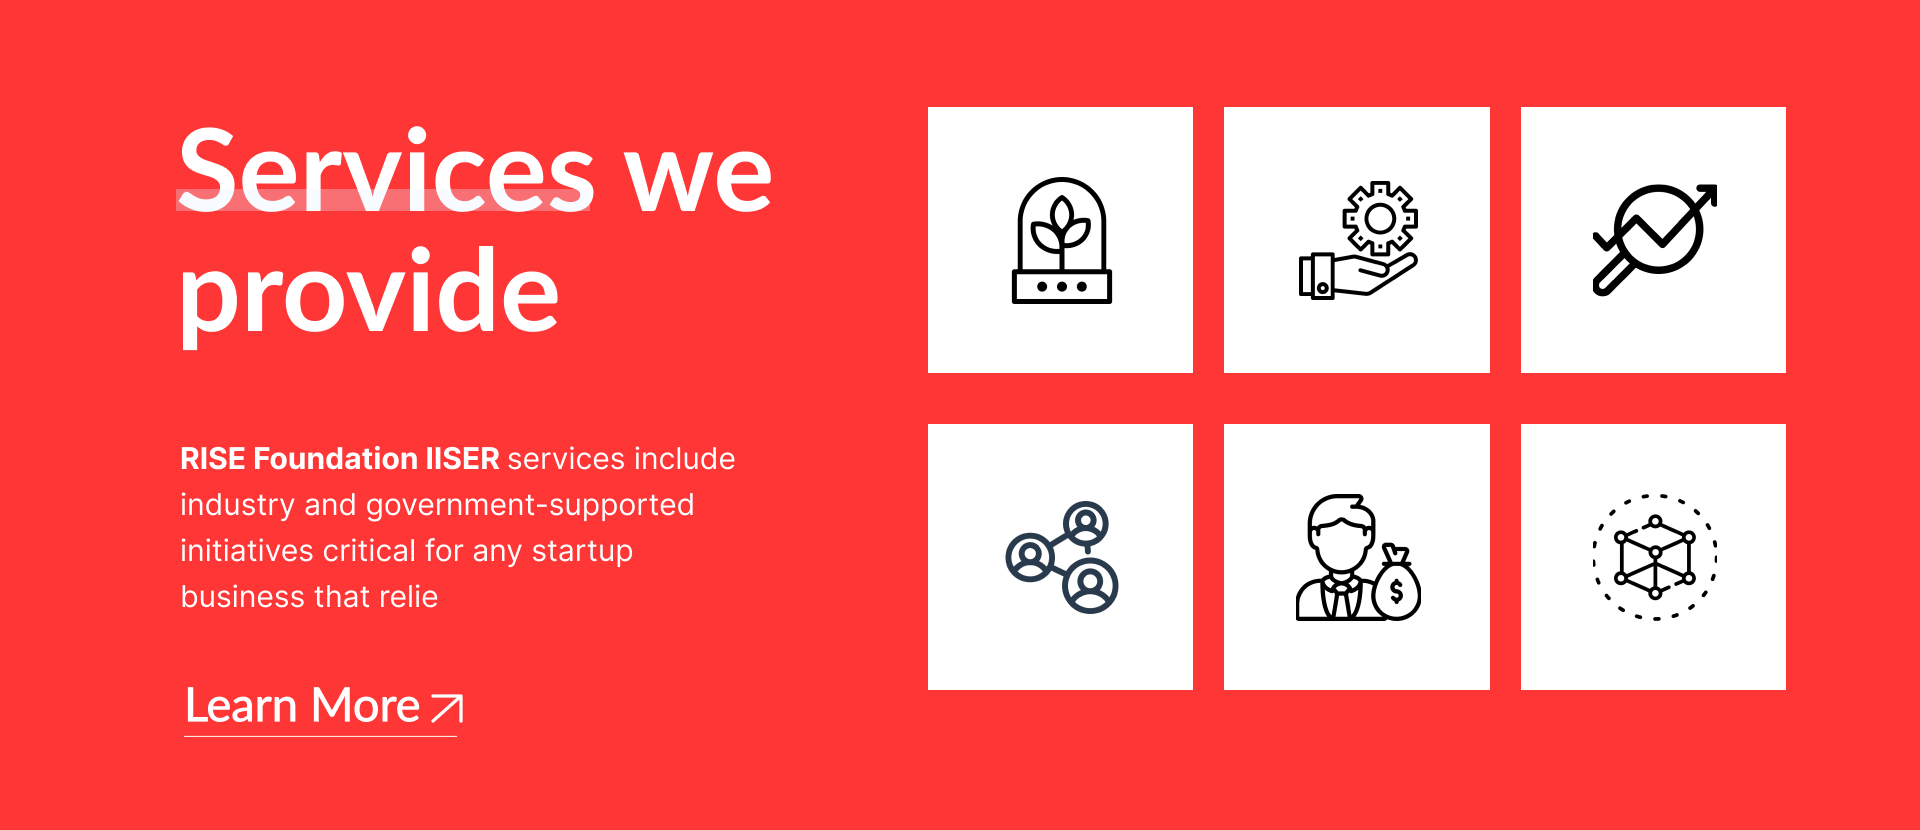 Services we
provide
RISE Foundation IISER services include
industry and government-supported
initiatives critical for any startup
business that relie
Learn More
$